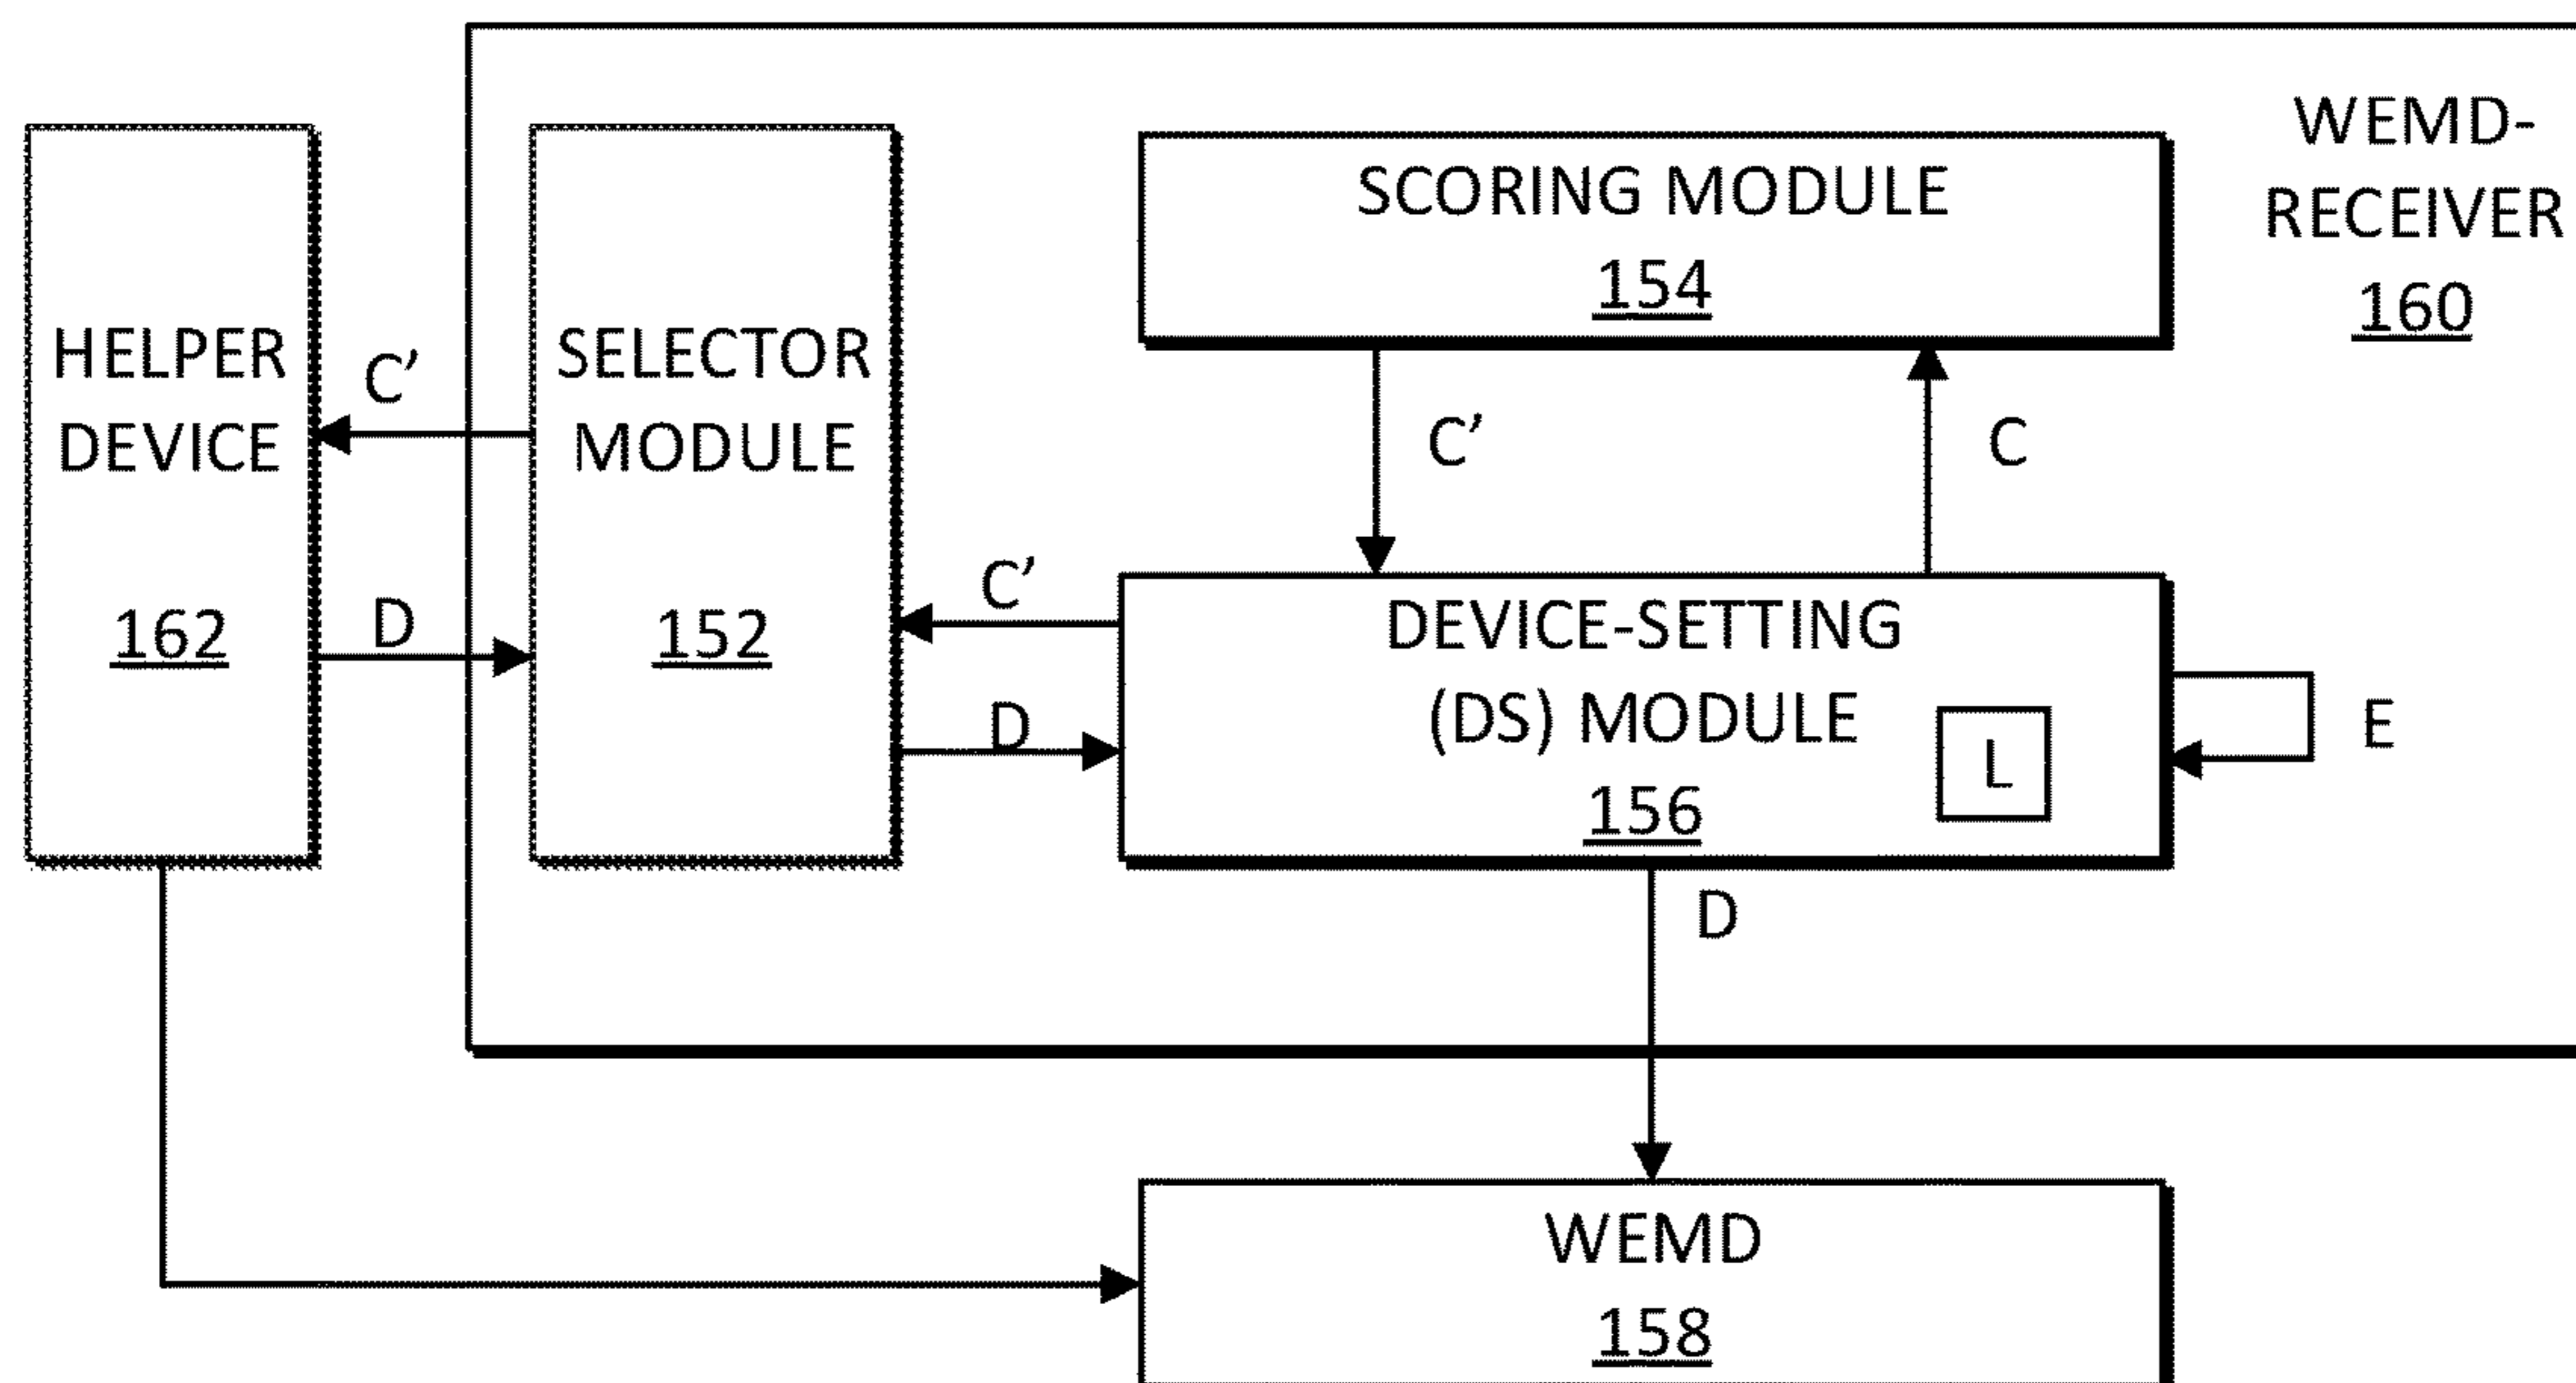 WEMD-
RECEIVER
160
SCORING MODULE
154
HELPER
DEVICE
162
SELECTOR
MODULE
152
C’
D
C’
D
C’
C
DEVICE-SETTING
(DS) MODULE
156
L
E
D
WEMD
158